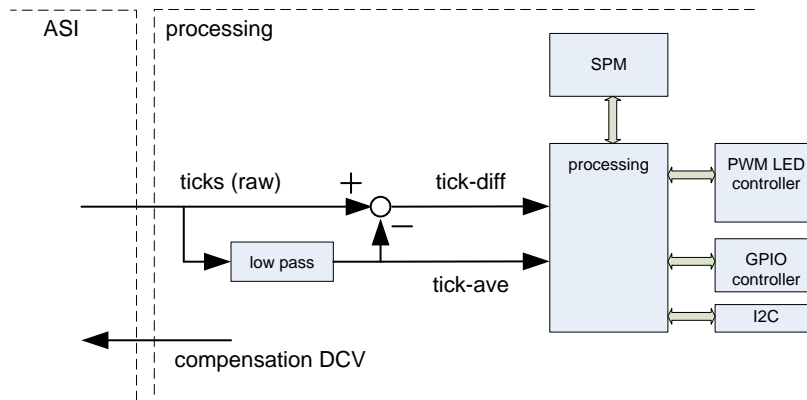 ASI
processing
SPM
processing
PWM LED
controller
ticks (raw)
+
tick-diff
−
low pass
GPIO
controller
tick-ave
I2C
compensation DCV